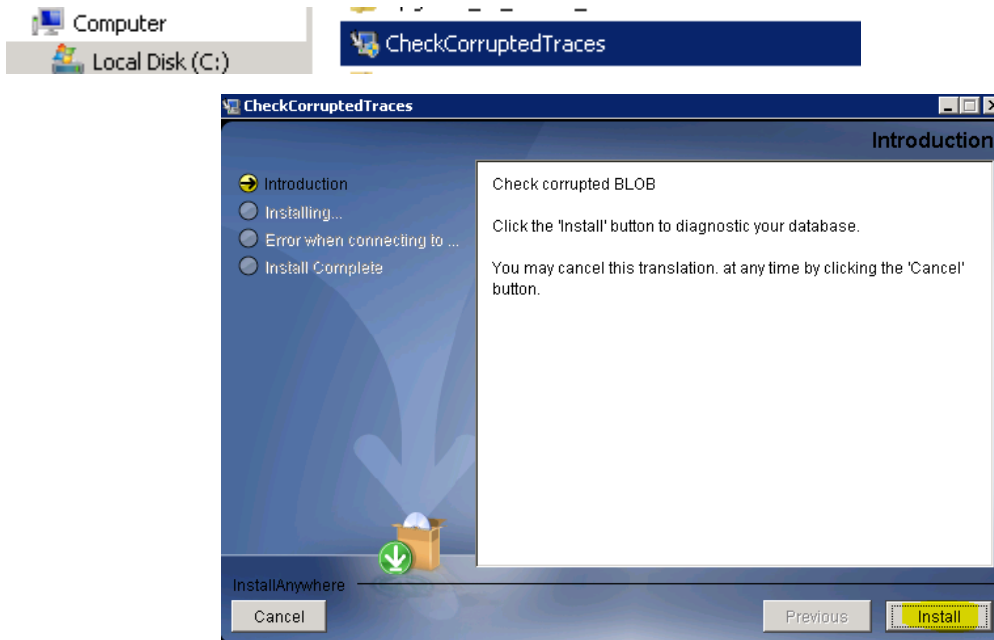 Computer
Local Disk (C:)
CheckCorruptedTraces
CheckCorruptedTraces
Introduction
Introduction
Installing...
Error when connecting to ...
Install Complete
Check corrupted BLOB
Click the 'Install' button to diagnostic your database.
You may cancel this translation. at any time by clicking the 'Cancel'
button.
InstallAnywhere
Cancel
Previous
Install